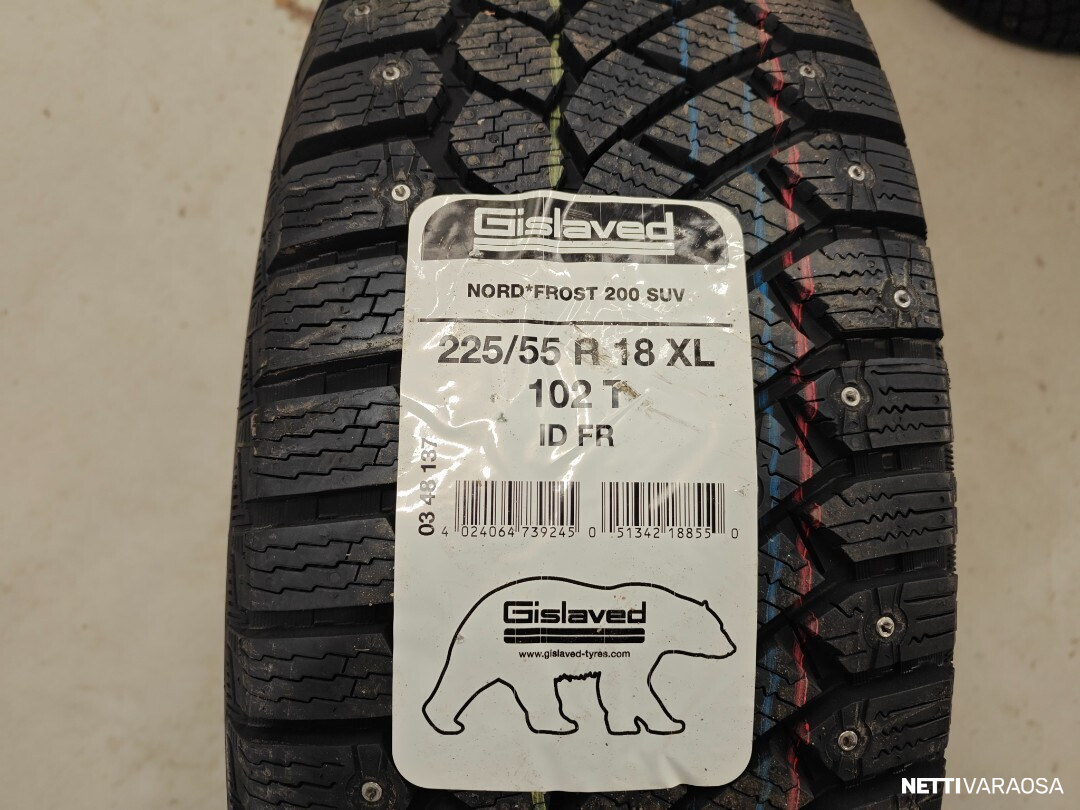 Gislaved
NORD*FROST 200 SUV
225/55 R 18 XL
102 T
ID FR
03 48 137
4 024064 739245 0 51342 18855 0
Gislaved
www.gislaved-tyres.com
NETTIVARAOSA